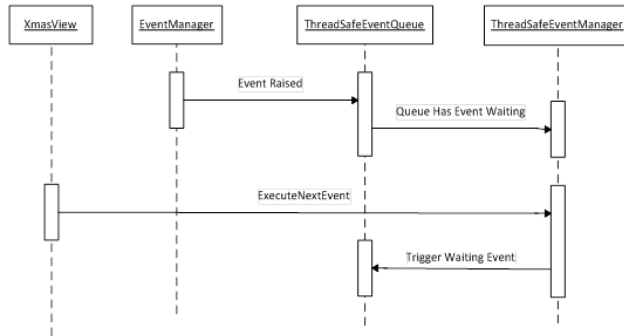 XmasView
EventManager
ThreadSafeEventQueue
ThreadSafeEventManager
Event Raised
Queue Has Event Waiting
ExecuteNextEvent
Trigger Waiting Event